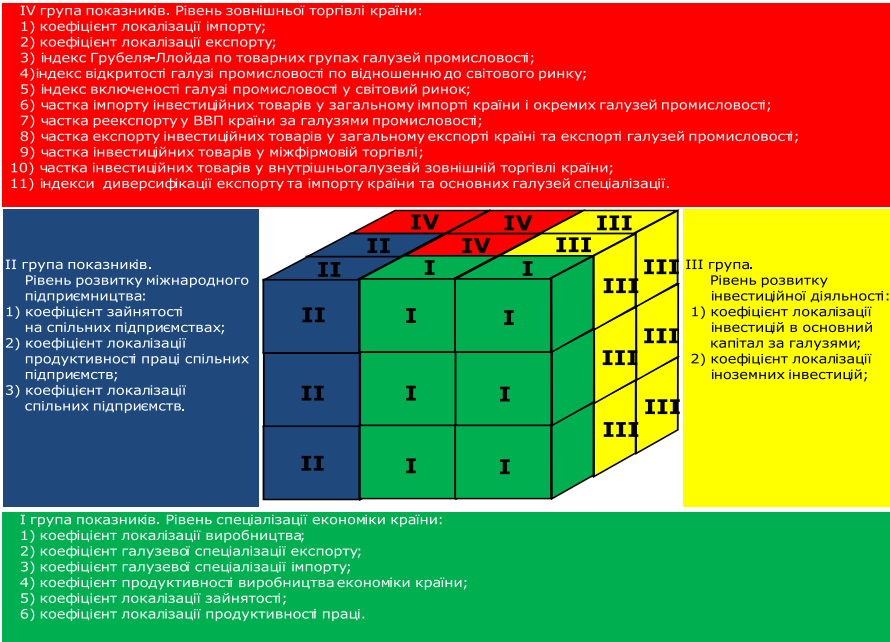 IV група показників. Рівень зовнішньої торгівлі країни:
1) коефіцієнт локалізації імпорту;
2) коефіцієнт локалізації експорту;
3) індекс Грубеля-Ллойда по товарних групах галузей промисловості;
4)індекс відкритості галузі промисловості по відношенню до світового ринку;
5) індекс включеності галузі промисловості у світовий ринок;
6) частка імпорту інвестиційних товарів у загальному імпорті країни і окремих галузей промисловості;
7) частка реекспорту у ВВП країни за галузями промисловості;
8) частка експорту інвестиційних товарів у загальному експорті країні та експорті галузей промисловості;
9) частка інвестиційних товарів у міжфірмовій торгівлі;
10) частка інвестиційних товарів у внутрішньогалузевій зовнішній торгівлі країни;
11) індекси диверсифікації експорту та імпорту країни та основних галузей спеціалізації.
II група показників.
Рівень розвитку міжнародного
підприємництва:
1) коефіцієнт зайнятості
на спільних підприємствах;
2) коефіцієнт локалізації
продуктивності праці спільних
підприємств;
3) коефіцієнт локалізації
спільних підприємств.
IV IV III
II IV III
II I I III III
II I I III III
II I I III III
II I I III
III група.
Рівень розвитку
інвестиційної діяльності:
1) коефіцієнт локалізації
інвестицій в основний
капітал за галузями;
2) коефіцієнт локалізації
іноземних інвестицій;
I група показників. Рівень спеціалізації економіки країни:
1) коефіцієнт локалізації виробництва;
2) коефіцієнт галузевої спеціалізації експорту;
3) коефіцієнт галузевої спеціалізації імпорту;
4) коефіцієнт продуктивності виробництва економіки країни;
5) коефіцієнт локалізації зайнятості;
6) коефіцієнт локалізації продуктивності праці.